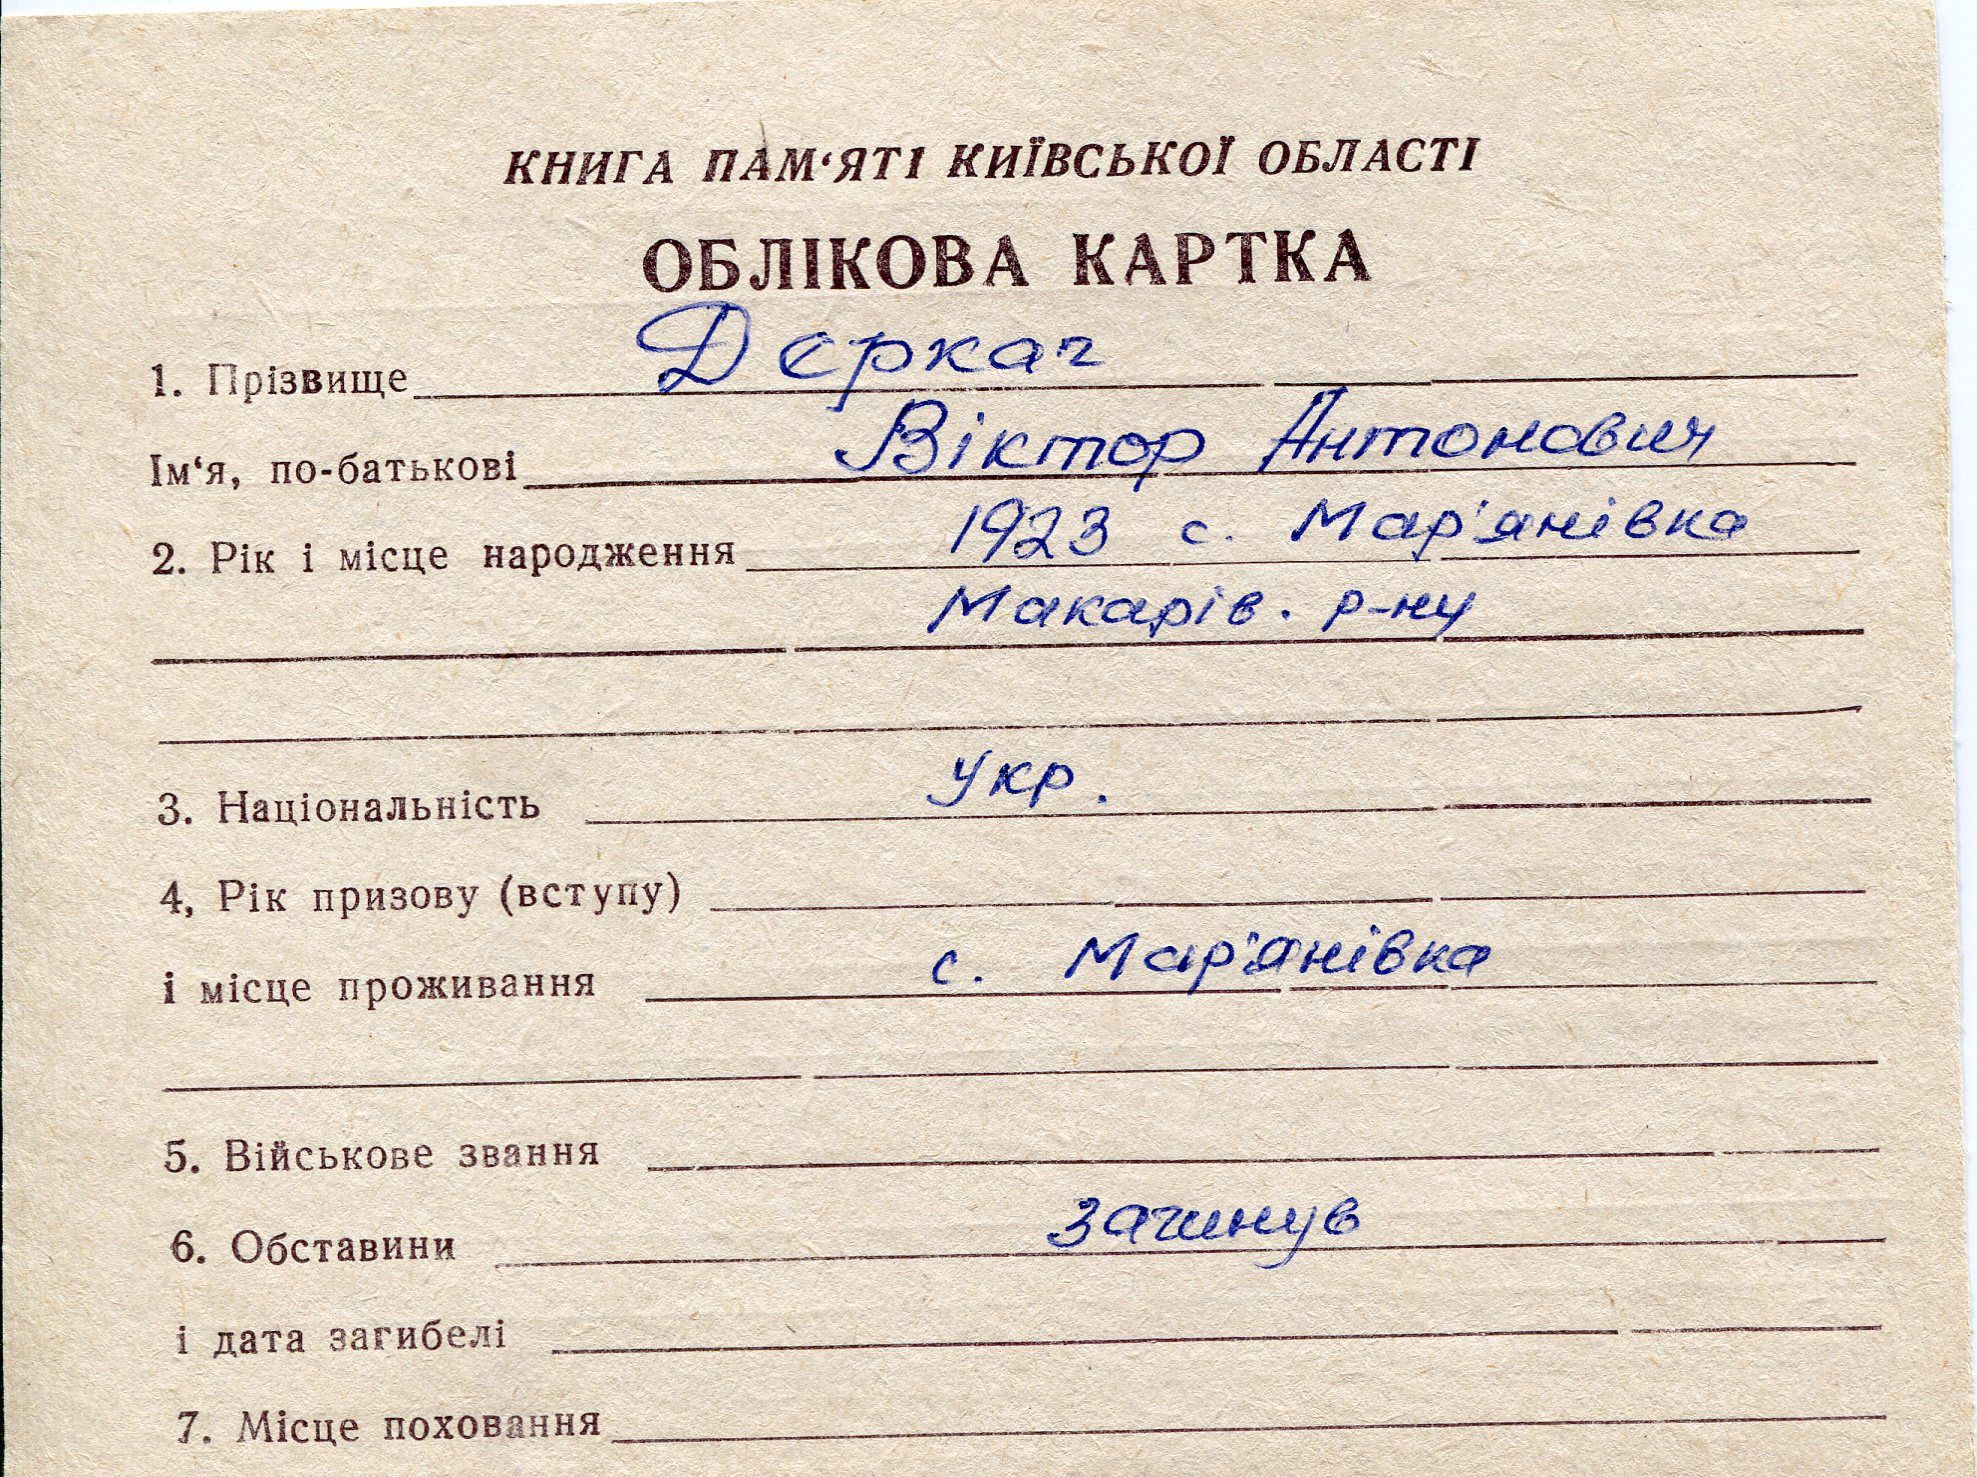 КНИГА ПАМ‘ЯТІ КИЇВСЬКОЇ ОБЛАСТІ
ОБЛІКОВА КАРТКА
1. Прізвище Деркач
Ім‘я, по-батькові Віктор Антонович
2. Рік і місце народження 1923 с. Мар'янівка
Макарів. р-ну
3. Національність Укр.
4, Рік призову (вступу)
і місце проживання с. Мар'янівка
5. Військове звання
6. Обставини загинув
і дата загибелі
7. Місце поховання